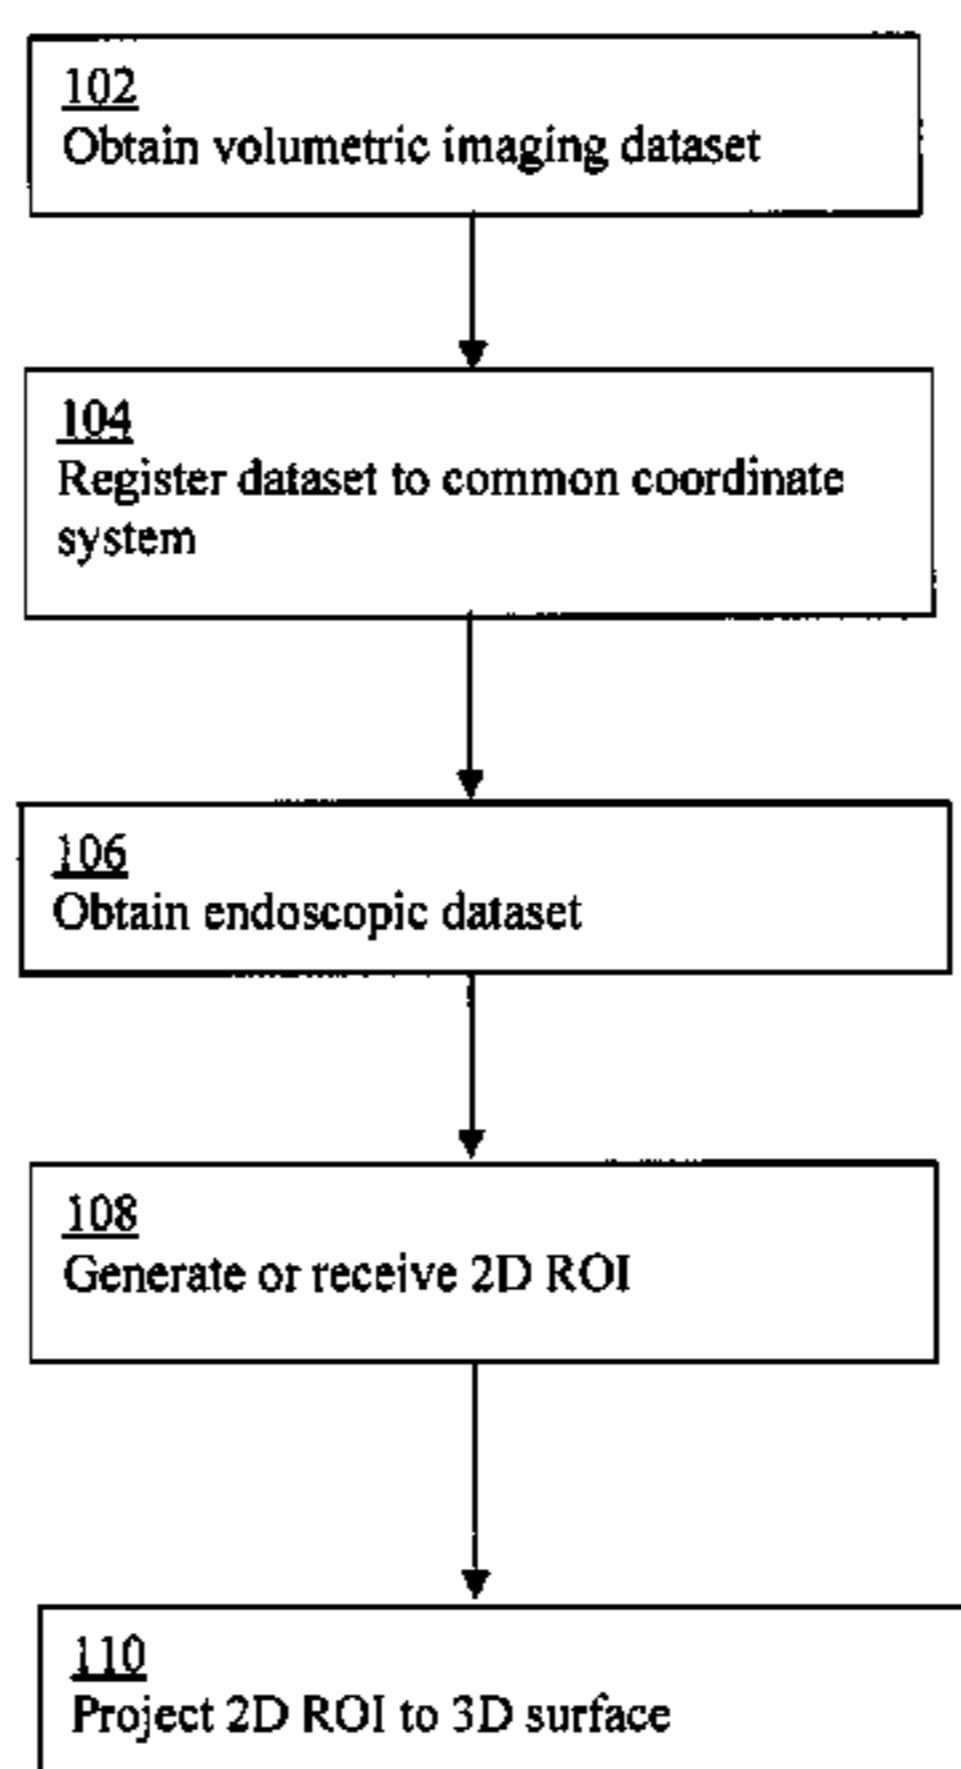 102
Obtain volumetric imaging dataset
104
Register dataset to common coordinate
system
106
Obtain endoscopic dataset
108
Generate or receive 2D ROI
110
Project 2D ROI to 3D surface